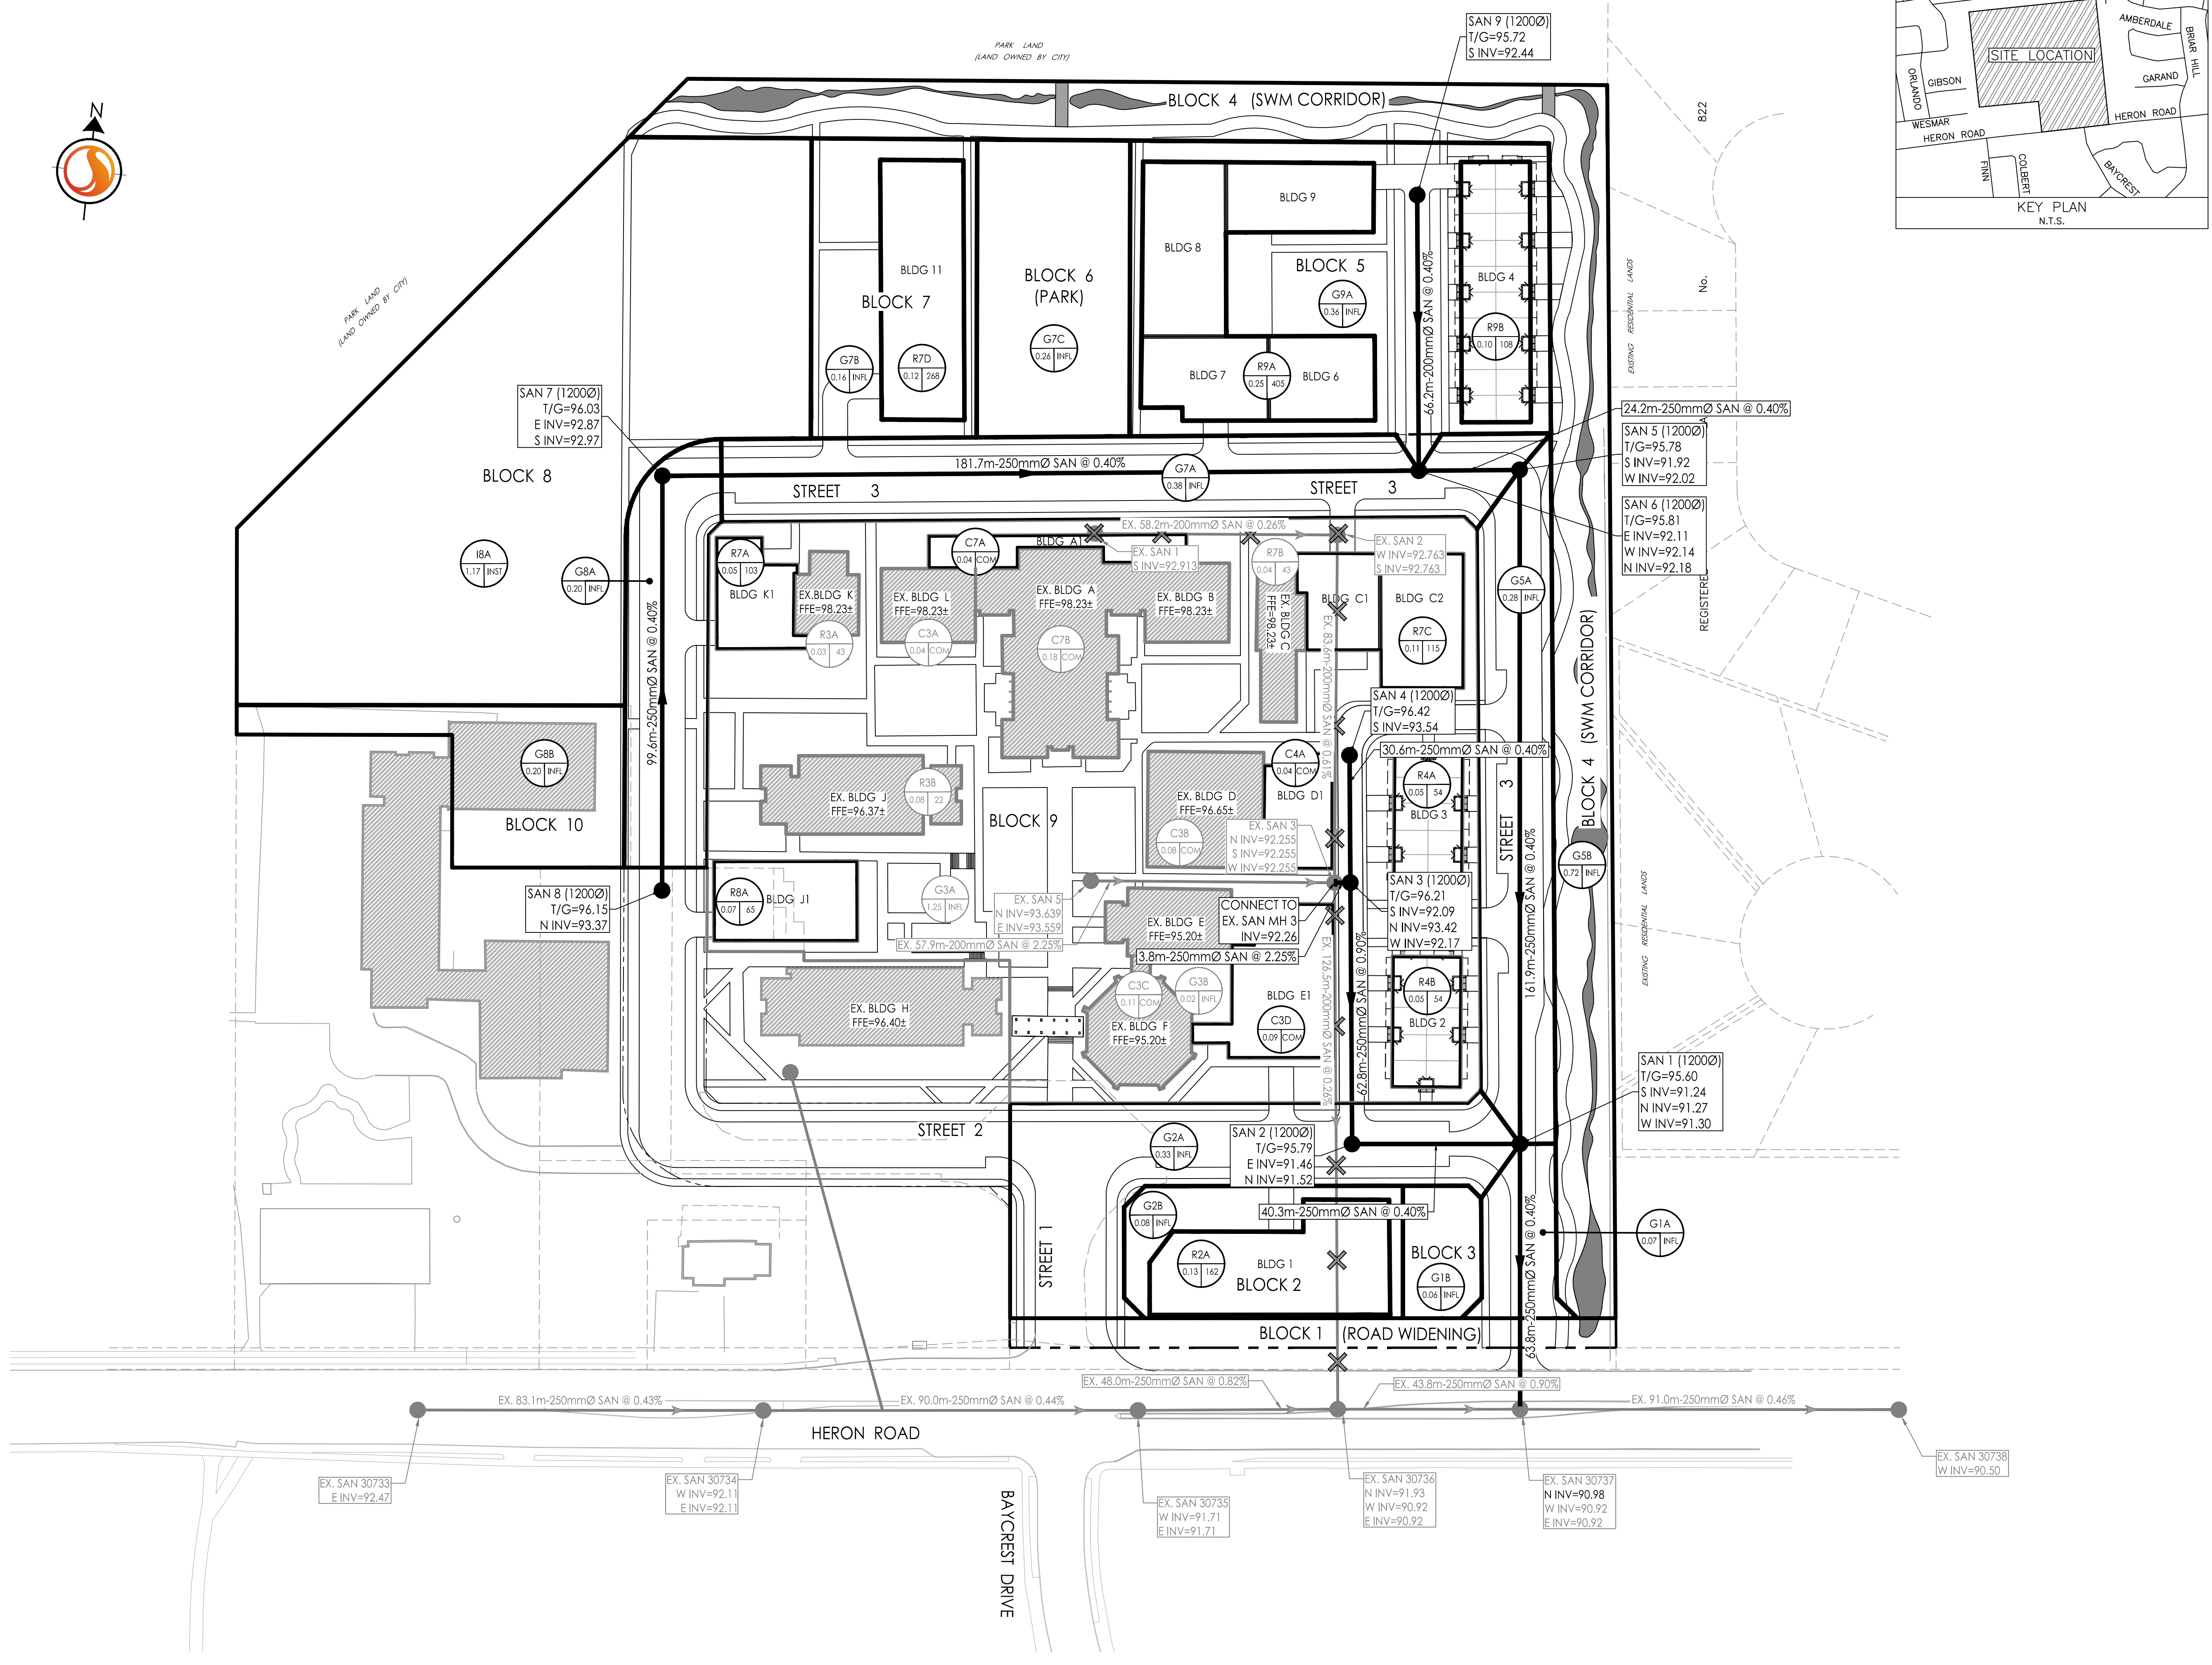 SAN 9 (1200Ø)
T/G=95.72
S INV=92.44
PARK LAND
(LAND OWNED BY CITY)
N
AMBERDALE
BRIAR HILL
SITE LOCATION
ORLANDO
GIBSON
GARAND
WESMAR
HERON ROAD
HERON ROAD
FINN
COLBERT
BAYCREST
KEY PLAN
N.T.S.
BLOCK 4 (SWM CORRIDOR)
822
No.
REGISTERED
EXISTING RESIDENTIAL LANDS
PARK LAND
(LAND OWNED BY CITY)
BLDG 11
BLOCK 7
G7B
0.16 INFL
R7D
0.12 268
BLOCK 6
(PARK)
G7C
0.26 INFL
BLDG 9
BLDG 8
BLOCK 5
G9A
0.36 INFL
BLDG 7
R9A
0.25 405
BLDG 6
66.2m-200mmØ SAN @ 0.40%
BLDG 4
R9B
0.10 108
SAN 7 (1200Ø)
T/G=96.03
E INV=92.87
S INV=92.97
24.2m-250mmØ SAN @ 0.40%
SAN 5 (1200Ø)
T/G=95.78
S INV=91.92
W INV=92.02
SAN 6 (1200Ø)
T/G=95.81
E INV=92.11
W INV=92.14
N INV=92.18
BLOCK 8
181.7m-250mmØ SAN @ 0.40%
G7A
0.38 INFL
STREET 3
STREET 3
I8A
1.17 INST
G8A
0.20 INFL
99.6m-250mmØ SAN @ 0.40%
EX. 58.2m-200mmØ SAN @ 0.26%
EX. SAN 1
S INV=92.913
EX. SAN 2
W INV=92.763
S INV=92.763
R7A
0.05 103
BLDG K1
EX.BLDG K
FFE=98.23±
R3A
0.03 43
C7A
0.04 COM
BLDG A1
EX. BLDG L
FFE=98.23±
C3A
0.04 COM
EX. BLDG A
FFE=98.23±
C7B
0.18 COM
EX. BLDG B
FFE=98.23±
R7B
0.04 43
EX. BLDG C
FFE=98.23±
BLDG C1
BLDG C2
R7C
0.11 115
G5A
0.28 INFL
EX. 83.6m-200mmØ SAN @ 0.61%
BLOCK 4 (SWM CORRIDOR)
SAN 4 (1200Ø)
T/G=96.42
S INV=93.54
30.6m-250mmØ SAN @ 0.40%
G8B
0.20 INFL
BLOCK 10
EX. BLDG J
FFE=96.37±
R3B
0.08 22
BLOCK 9
EX. BLDG D
FFE=96.65±
C3B
0.08 COM
C4A
0.04 COM
BLDG D1
R4A
0.05 54
BLDG 3
STREET 3
161.9m-250mmØ SAN @ 0.40%
G5B
0.72 INFL
EXISTING RESIDENTIAL LANDS
EX. SAN 3
N INV=92.255
S INV=92.255
W INV=92.255
SAN 8 (1200Ø)
T/G=96.15
N INV=93.37
R8A
0.07 65
BLDG J1
G3A
1.25 INFL
EX. SAN 5
N INV=93.639
E INV=93.559
EX. 57.9m-200mmØ SAN @ 2.25%
EX. BLDG E
FFE=95.20±
CONNECT TO
EX. SAN MH 3
INV=92.26
3.8m-250mmØ SAN @ 2.25%
SAN 3 (1200Ø)
T/G=96.21
S INV=92.09
N INV=93.42
W INV=92.17
EX. BLDG H
FFE=96.40±
C3C
0.11 COM
G3B
0.02 INFL
EX. BLDG F
FFE=95.20±
BLDG E1
C3D
0.09 COM
EX. 126.5m-200mmØ SAN @ 0.26%
62.8m-250mmØ SAN @ 0.90%
R4B
0.05 54
BLDG 2
SAN 1 (1200Ø)
T/G=95.60
S INV=91.24
N INV=91.27
W INV=91.30
STREET 2
G2A
0.33 INFL
SAN 2 (1200Ø)
T/G=95.79
E INV=91.46
N INV=91.52
40.3m-250mmØ SAN @ 0.40%
G2B
0.08 INFL
R2A
0.13 162
BLDG 1
BLOCK 2
BLOCK 3
G1B
0.06 INFL
G1A
0.07 INFL
63.8m-250mmØ SAN @ 0.40%
STREET 1
BLOCK 1 (ROAD WIDENING)
EX. 83.1m-250mmØ SAN @ 0.43%
EX. 90.0m-250mmØ SAN @ 0.44%
EX. 48.0m-250mmØ SAN @ 0.82%
EX. 43.8m-250mmØ SAN @ 0.90%
EX. 91.0m-250mmØ SAN @ 0.46%
HERON ROAD
EX. SAN 30733
E INV=92.47
EX. SAN 30734
W INV=92.11
E INV=92.11
BAYCREST DRIVE
EX. SAN 30735
W INV=91.71
E INV=91.71
EX. SAN 30736
N INV=91.93
W INV=90.92
E INV=90.92
EX. SAN 30737
N INV=90.98
W INV=90.92
E INV=90.92
EX. SAN 30738
W INV=90.50